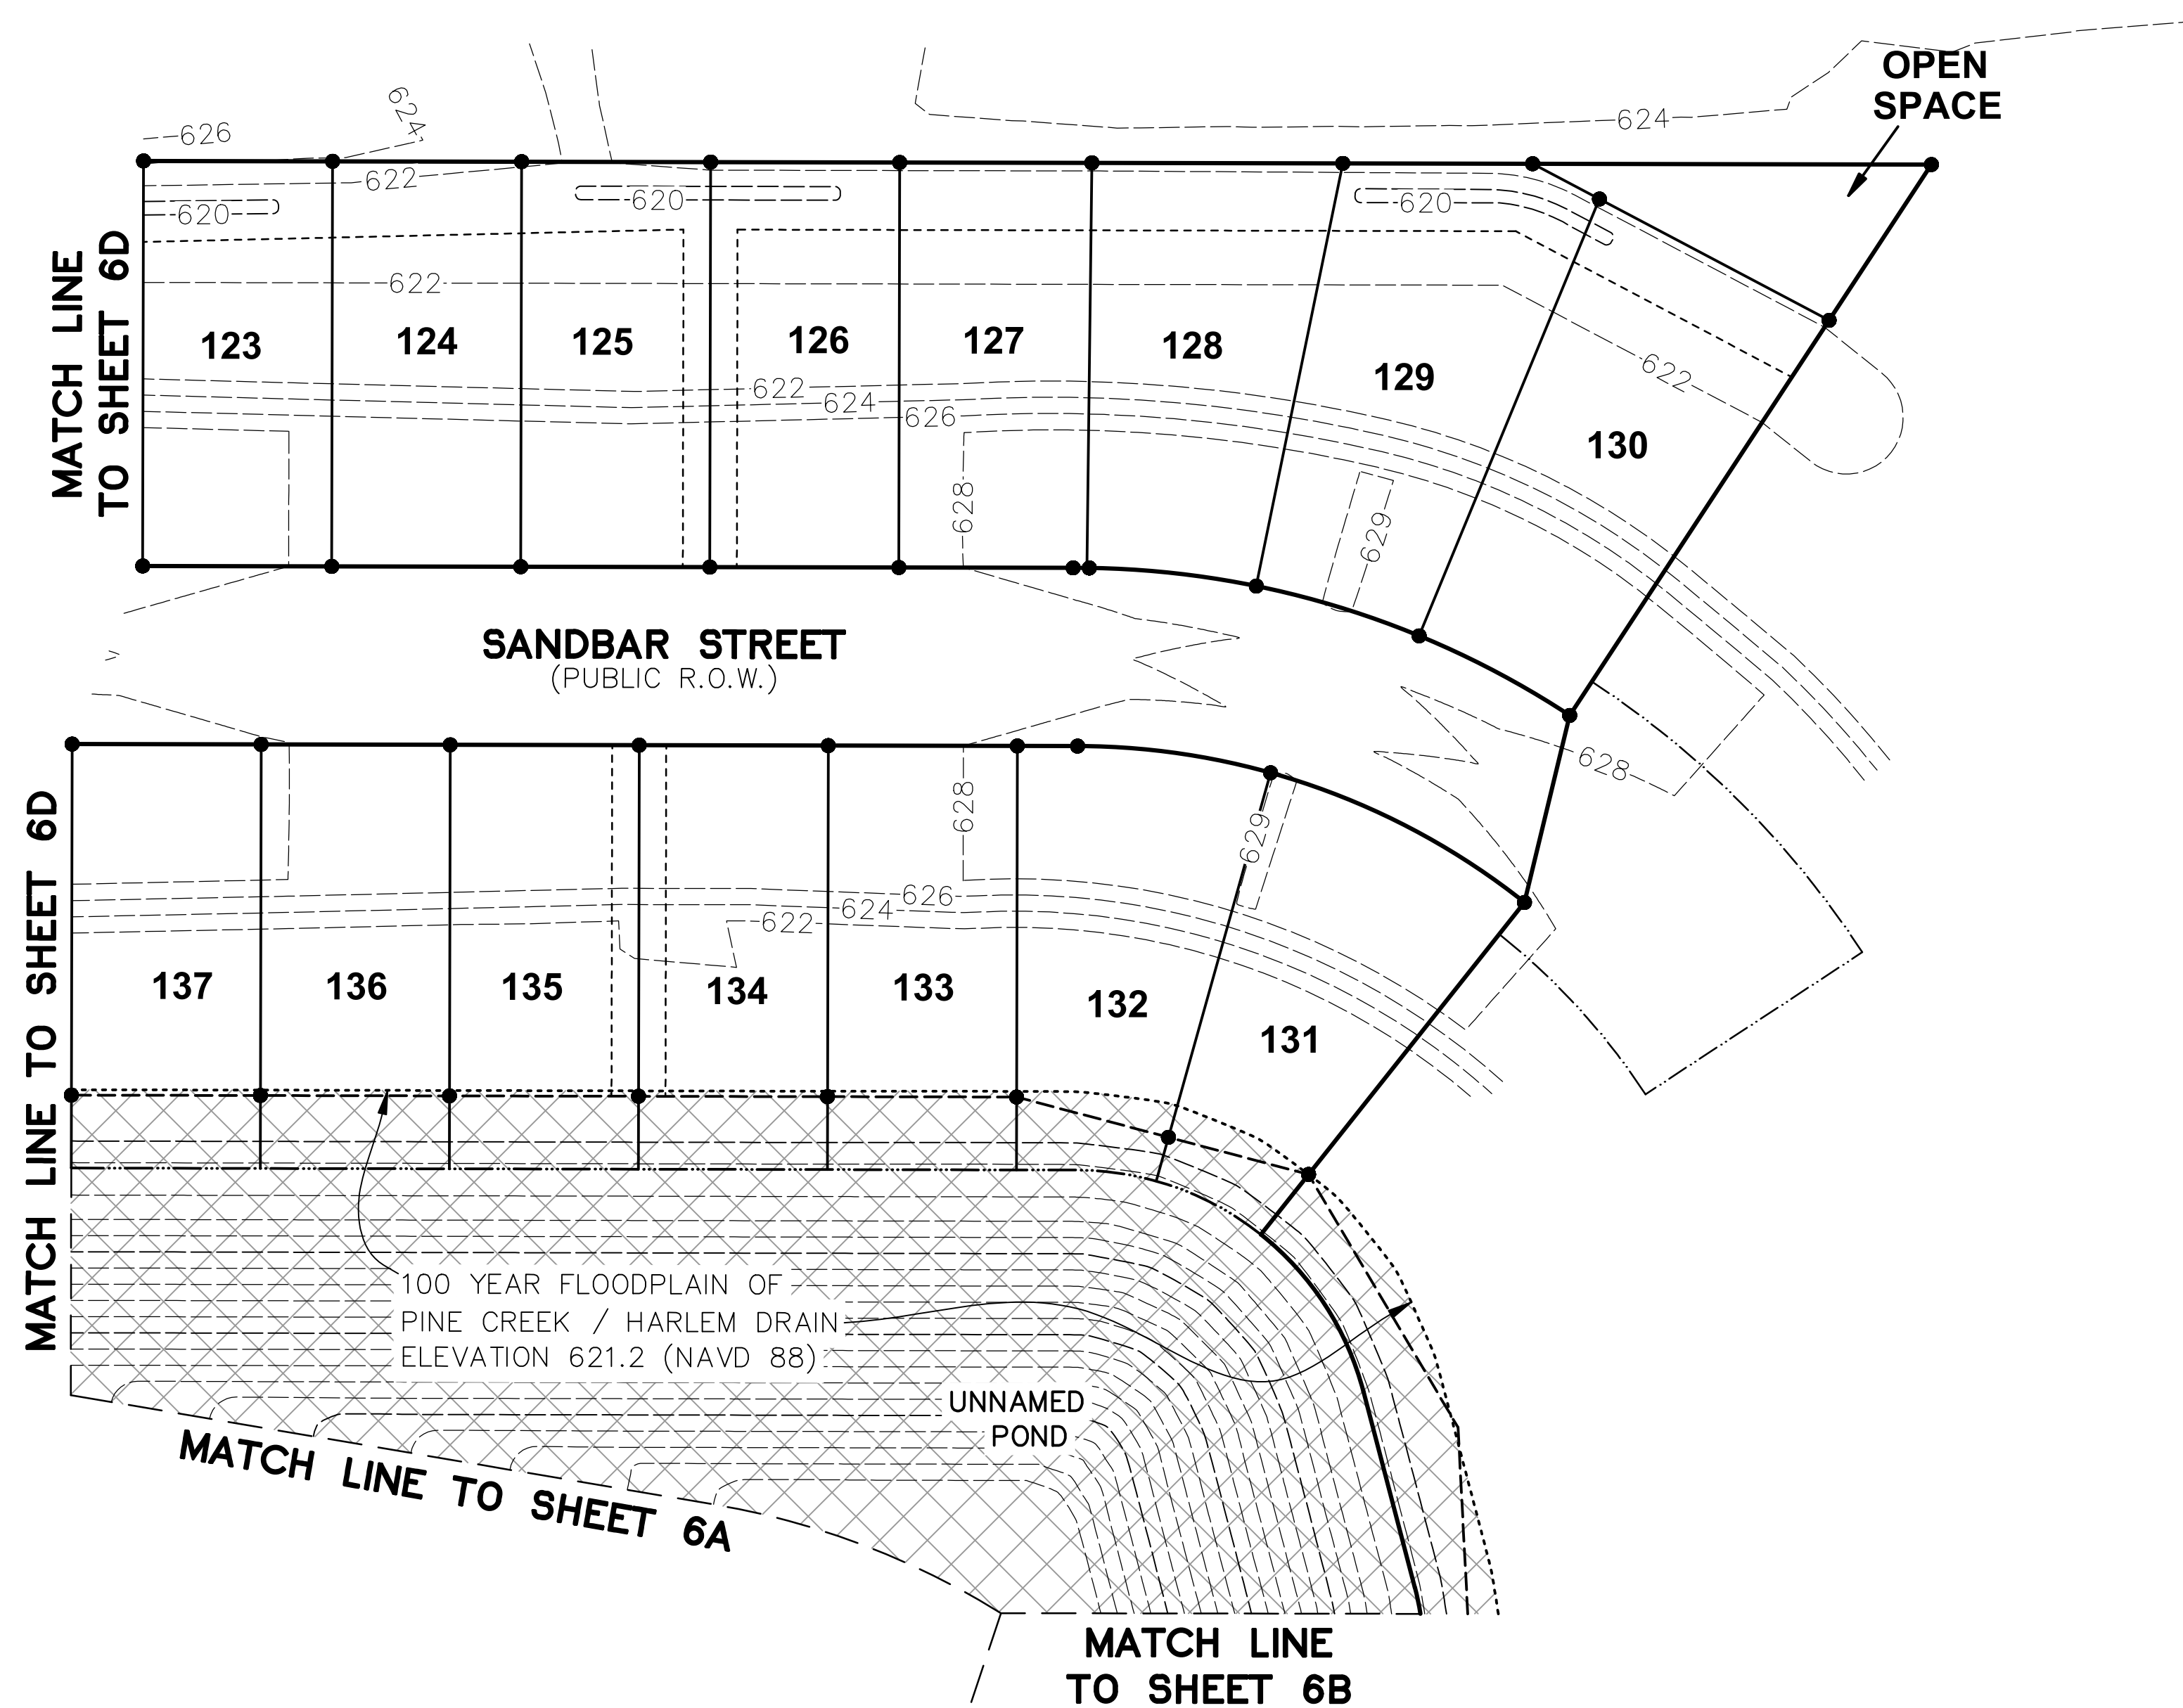 OPEN
SPACE
624
626
624
622
620
620
620
MATCH LINE
TO SHEET 6D
622
622
123
124
125
126
127
128
129
130
622
624
626
628
629
SANDBAR STREET
(PUBLIC R.O.W.)
628
628
629
MATCH LINE TO SHEET 6D
626
624
622
137
136
135
134
133
132
131
100 YEAR FLOODPLAIN OF
PINE CREEK / HARLEM DRAIN
ELEVATION 621.2 (NAVD 88)
UNNAMED
POND
MATCH LINE TO SHEET 6A
MATCH LINE
TO SHEET 6B